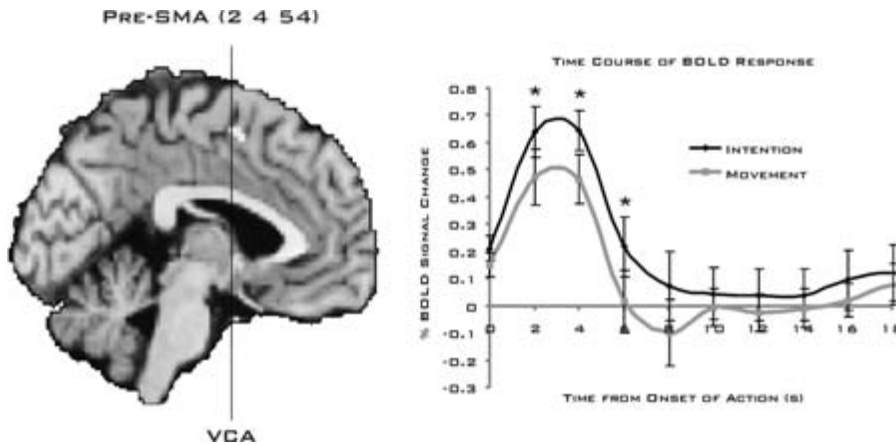 PRE-SMA (2 4 54)
VCA
TIME COURSE OF BOLD RESPONSE
% BOLD SIGNAL CHANGE
0.8
0.7
0.6
0.5
0.4
0.3
0.2
0.1
0
-0.1
-0.2
-0.3
* * *
INTENTION
MOVEMENT
0 2 4 6 8 10 12 14 16 18
TIME FROM ONSET OF ACTION (S)